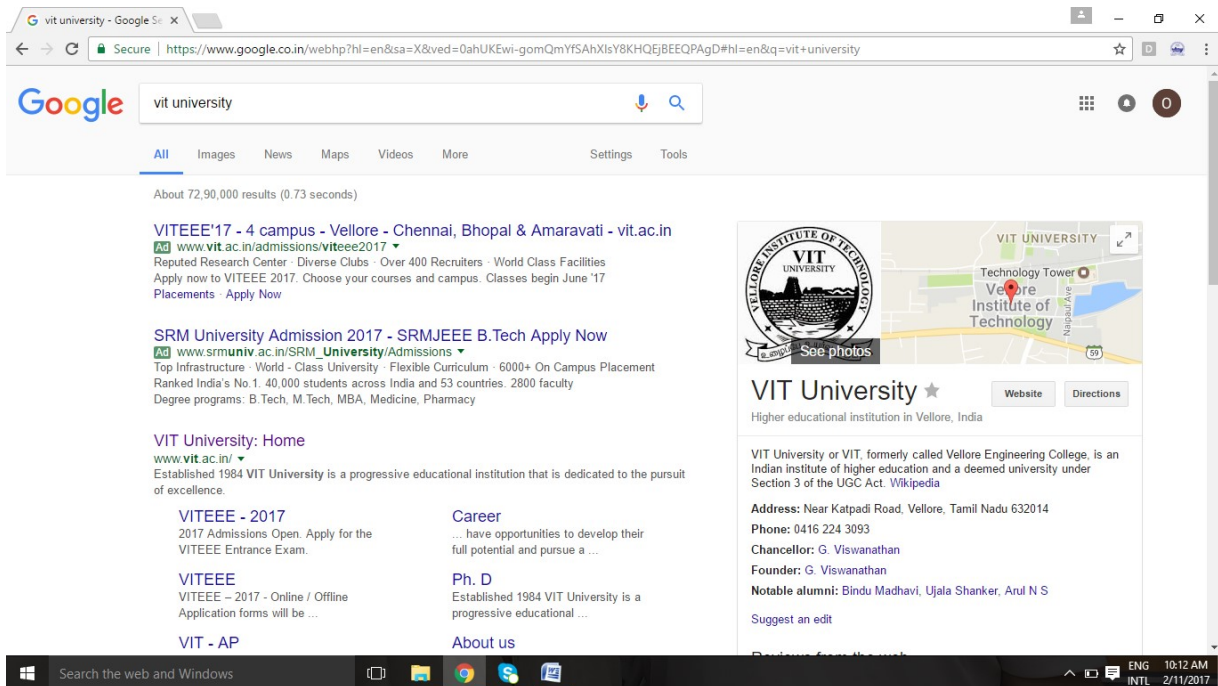 vit university - Google Se
Secure | https://www.google.co.in/webhp?hl=en&sa=X&ved=0ahUKEwi-gomQmYfSAhXIsY8KHQEjBEEQPAgD#hl=en&q=vit+university
Google
vit university
O
All Images News Maps Videos More Settings Tools
About 72,90,000 results (0.73 seconds)
VITEEE'17 - 4 campus - Vellore - Chennai, Bhopal & Amaravati - vit.ac.in
Ad www.vit.ac.in/admissions/viteee2017
Reputed Research Center · Diverse Clubs · Over 400 Recruiters · World Class Facilities
Apply now to VITEEE 2017. Choose your courses and campus. Classes begin June '17
Placements · Apply Now
SRM University Admission 2017 - SRMJEEE B.Tech Apply Now
Ad www.srmuniv.ac.in/SRM_University/Admissions
Top Infrastructure · World - Class University · Flexible Curriculum · 6000+ On Campus Placement
Ranked India's No.1. 40,000 students across India and 53 countries. 2800 faculty
Degree programs: B.Tech, M.Tech, MBA, Medicine, Pharmacy
VIT University: Home
www.vit.ac.in/
Established 1984 VIT University is a progressive educational institution that is dedicated to the pursuit
of excellence.
VITEEE - 2017
2017 Admissions Open. Apply for the
VITEEE Entrance Exam.
Career
... have opportunities to develop their
full potential and pursue a ...
VITEEE
VITEEE – 2017 - Online / Offline
Application forms will be ...
Ph. D
Established 1984 VIT University is a
progressive educational ...
VIT - AP
About us
VELLORE INSTITUTE OF TECHNOLOGY
VIT
UNIVERSITY
See photos
VIT UNIVERSITY
Technology Tower
Vellore
Institute of
Technology
Naipaul Ave
59
VIT University
Website
Directions
Higher educational institution in Vellore, India
VIT University or VIT, formerly called Vellore Engineering College, is an
Indian institute of higher education and a deemed university under
Section 3 of the UGC Act. Wikipedia
Address: Near Katpadi Road, Vellore, Tamil Nadu 632014
Phone: 0416 224 3093
Chancellor: G. Viswanathan
Founder: G. Viswanathan
Notable alumni: Bindu Madhavi, Ujala Shanker, Arul N S
Suggest an edit
Reviews from the web
Search the web and Windows
ENG 10:12 AM
INTL 2/11/2017